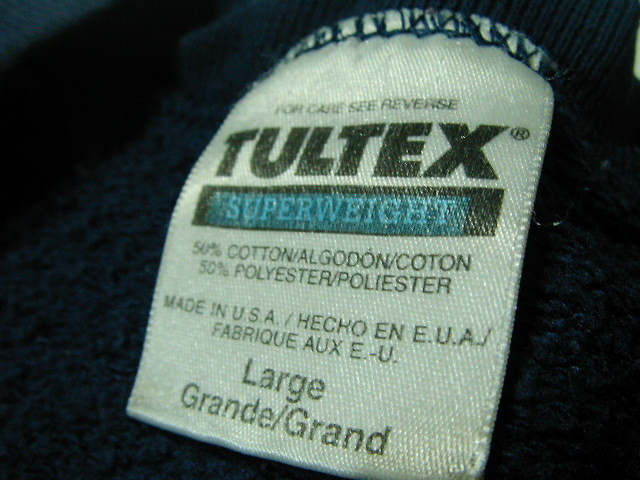 FOR CARE SEE REVERSE
TULTEX®
SUPERWEIGHT
50% COTTON/ALGODÓN/COTON
50% POLYESTER/POLIESTER
MADE IN U.S.A. / HECHO EN E.U.A./
FABRIQUE AUX E.-U.
Large
Grande/Grand